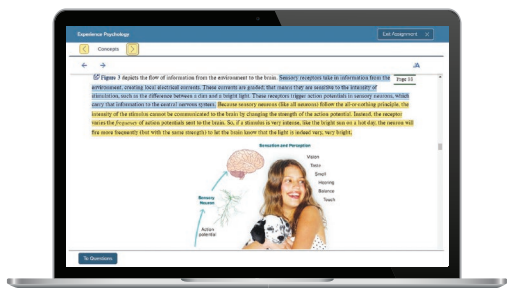 Experience Psychology
Exit Assignment X
< Concepts >
← → AA
Figure 3 depicts the flow of information from the environment to the brain. Sensory receptors take in information from the Page 93
environment, creating local electrical currents. These currents are graded; that means they are sensitive to the intensity of
stimulation, such as the difference between a dim and a bright light. These receptors trigger action potentials in sensory neurons, which
carry that information to the central nervous system. Because sensory neurons (like all neurons) follow the all-or-nothing principle, the
intensity of the stimulus cannot be communicated to the brain by changing the strength of the action potential. Instead, the receptor
varies the frequency of action potentials sent to the brain. So, if a stimulus is very intense, like the bright sun on a hot day, the neuron will
fire more frequently (but with the same strength) to let the brain know that the light is indeed very, very bright.
Sensation and Perception
Vision
Taste
Smell
Hearing
Balance
Touch
Sensory
Neuron
Action
potential
To Questions